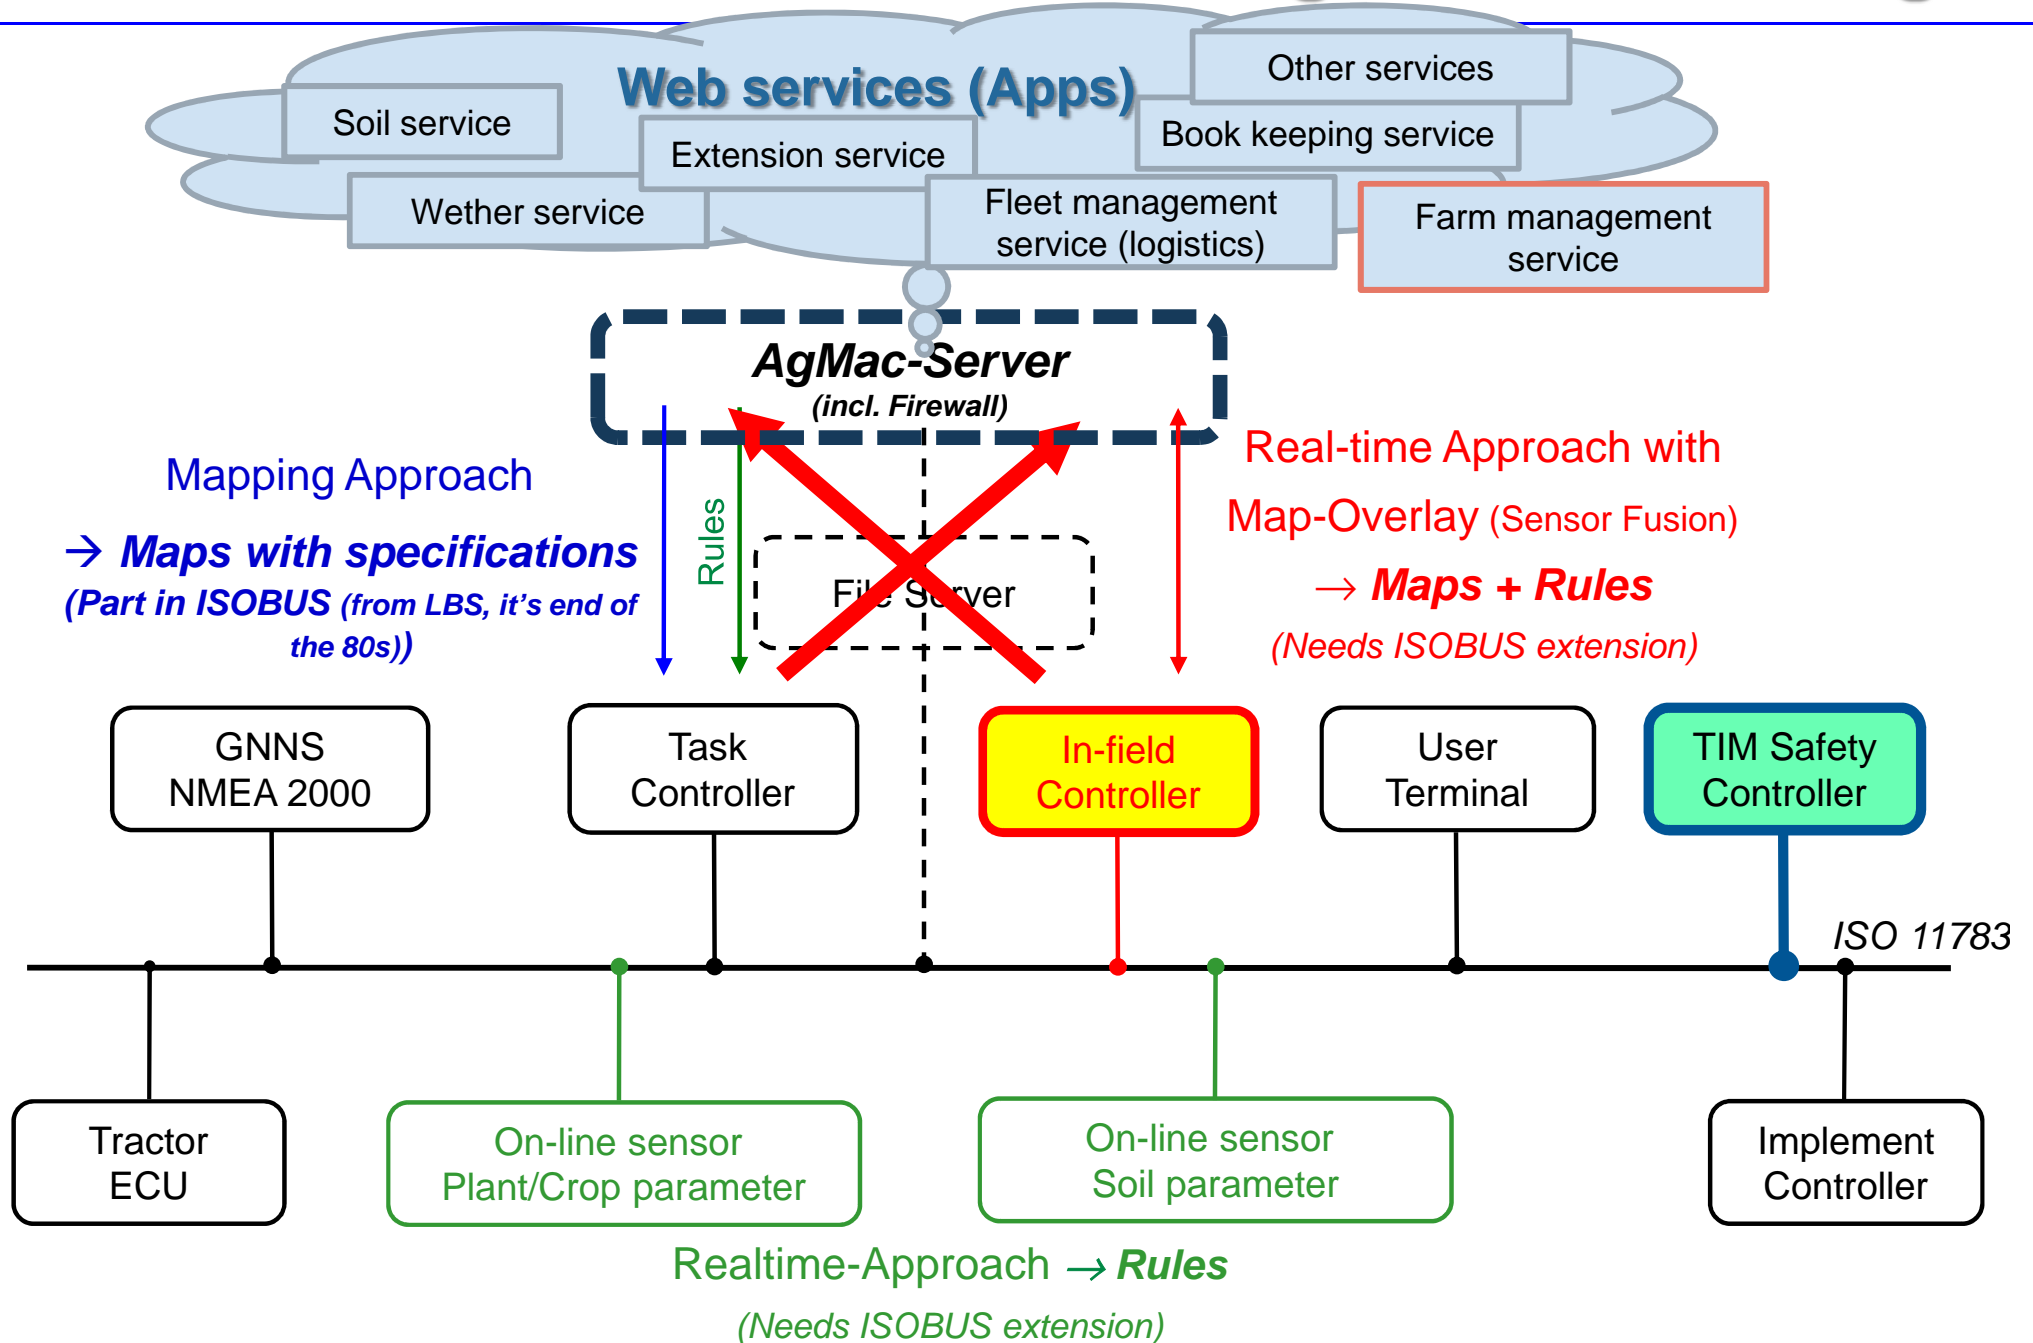 Web services (Apps)
Other services
Soil service
Book keeping service
Extension service
Wether service
Fleet management
service (logistics)
Farm management
service
AgMac-Server
(incl. Firewall)
Mapping Approach
→ Maps with specifications
(Part in ISOBUS (from LBS, it's end of
the 80s))
Rules
File Server
Real-time Approach with
Map-Overlay (Sensor Fusion)
→ Maps + Rules
(Needs ISOBUS extension)
GNNS
NMEA 2000
Task
Controller
In-field
Controller
User
Terminal
TIM Safety
Controller
ISO 11783
Tractor
ECU
On-line sensor
Plant/Crop parameter
On-line sensor
Soil parameter
Implement
Controller
Realtime-Approach → Rules
(Needs ISOBUS extension)